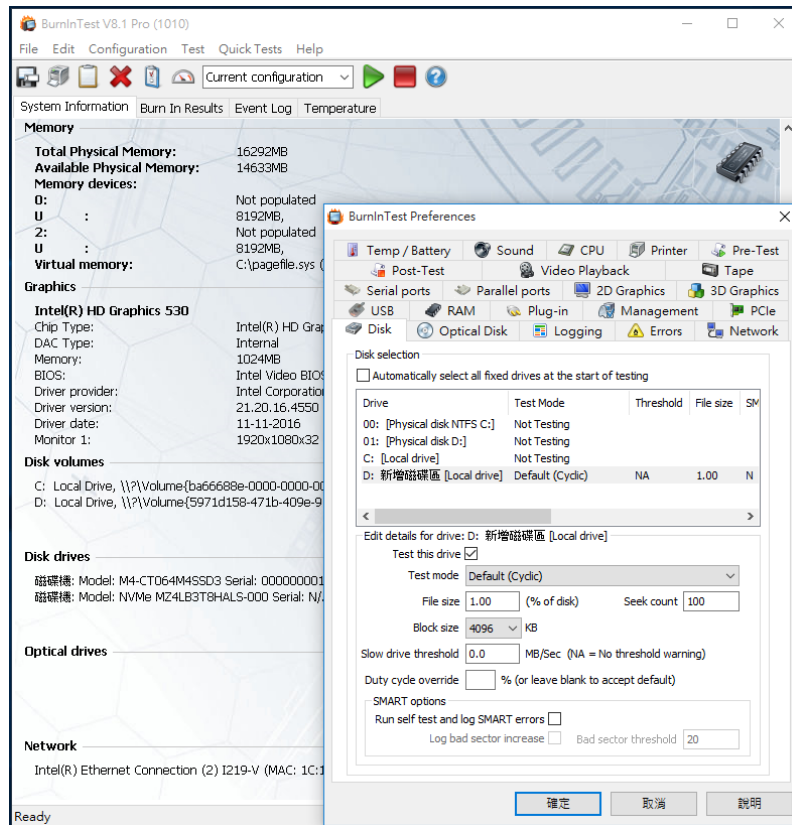 BurnInTest V8.1 Pro (1010)
File Edit Configuration Test Quick Tests Help
Current configuration
System Information Burn In Results Event Log Temperature
Memory
Total Physical Memory: 16292MB
Available Physical Memory: 14633MB
Memory devices:
0: Not populated
U : 8192MB,
2: Not populated
U : 8192MB,
Virtual memory: C:\pagefile.sys (
Graphics
Intel(R) HD Graphics 530
Chip Type: Intel(R) HD Grap
DAC Type: Internal
Memory: 1024MB
BIOS: Intel Video BIOS
Driver provider: Intel Corporation
Driver version: 21.20.16.4550
Driver date: 11-11-2016
Monitor 1: 1920x1080x32
Disk volumes
C: Local Drive, \\?\Volume{ba66688e-0000-0000-00
D: Local Drive, \\?\Volume{5971d158-471b-409e-9
Disk drives
磁碟機: Model: M4-CT064M4SSD3 Serial: 000000001
磁碟機: Model: NVMe MZ4LB3T8HALS-000 Serial: N/
Optical drives
Network
Intel(R) Ethernet Connection (2) I219-V (MAC: 1C:1
Ready
BurnInTest Preferences
Temp / Battery Sound CPU Printer Pre-Test
Post-Test Video Playback Tape
Serial ports Parallel ports 2D Graphics 3D Graphics
USB RAM Plug-in Management PCIe
Disk Optical Disk Logging Errors Network
Disk selection
Automatically select all fixed drives at the start of testing
Drive Test Mode Threshold File size SM
00: [Physical disk NTFS C:] Not Testing
01: [Physical disk D:] Not Testing
C: [Local drive] Not Testing
D: 新增磁碟區 [Local drive] Default (Cyclic) NA 1.00 N
Edit details for drive: D: 新增磁碟區 [Local drive]
Test this drive
Test mode Default (Cyclic)
File size 1.00 (% of disk) Seek count 100
Block size 4096 KB
Slow drive threshold 0.0 MB/Sec (NA = No threshold warning)
Duty cycle override % (or leave blank to accept default)
SMART options
Run self test and log SMART errors
Log bad sector increase Bad sector threshold 20
確定 取消 說明